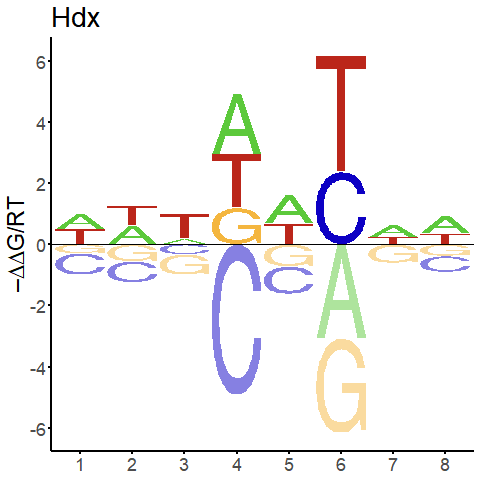 Hdx
−ΔΔG/RT
6
4
2
0
-2
-4
-6
A T T A A T A A
T A A T T C T T
G G C G G A G G
C C G C C G C
1 2 3 4 5 6 7 8